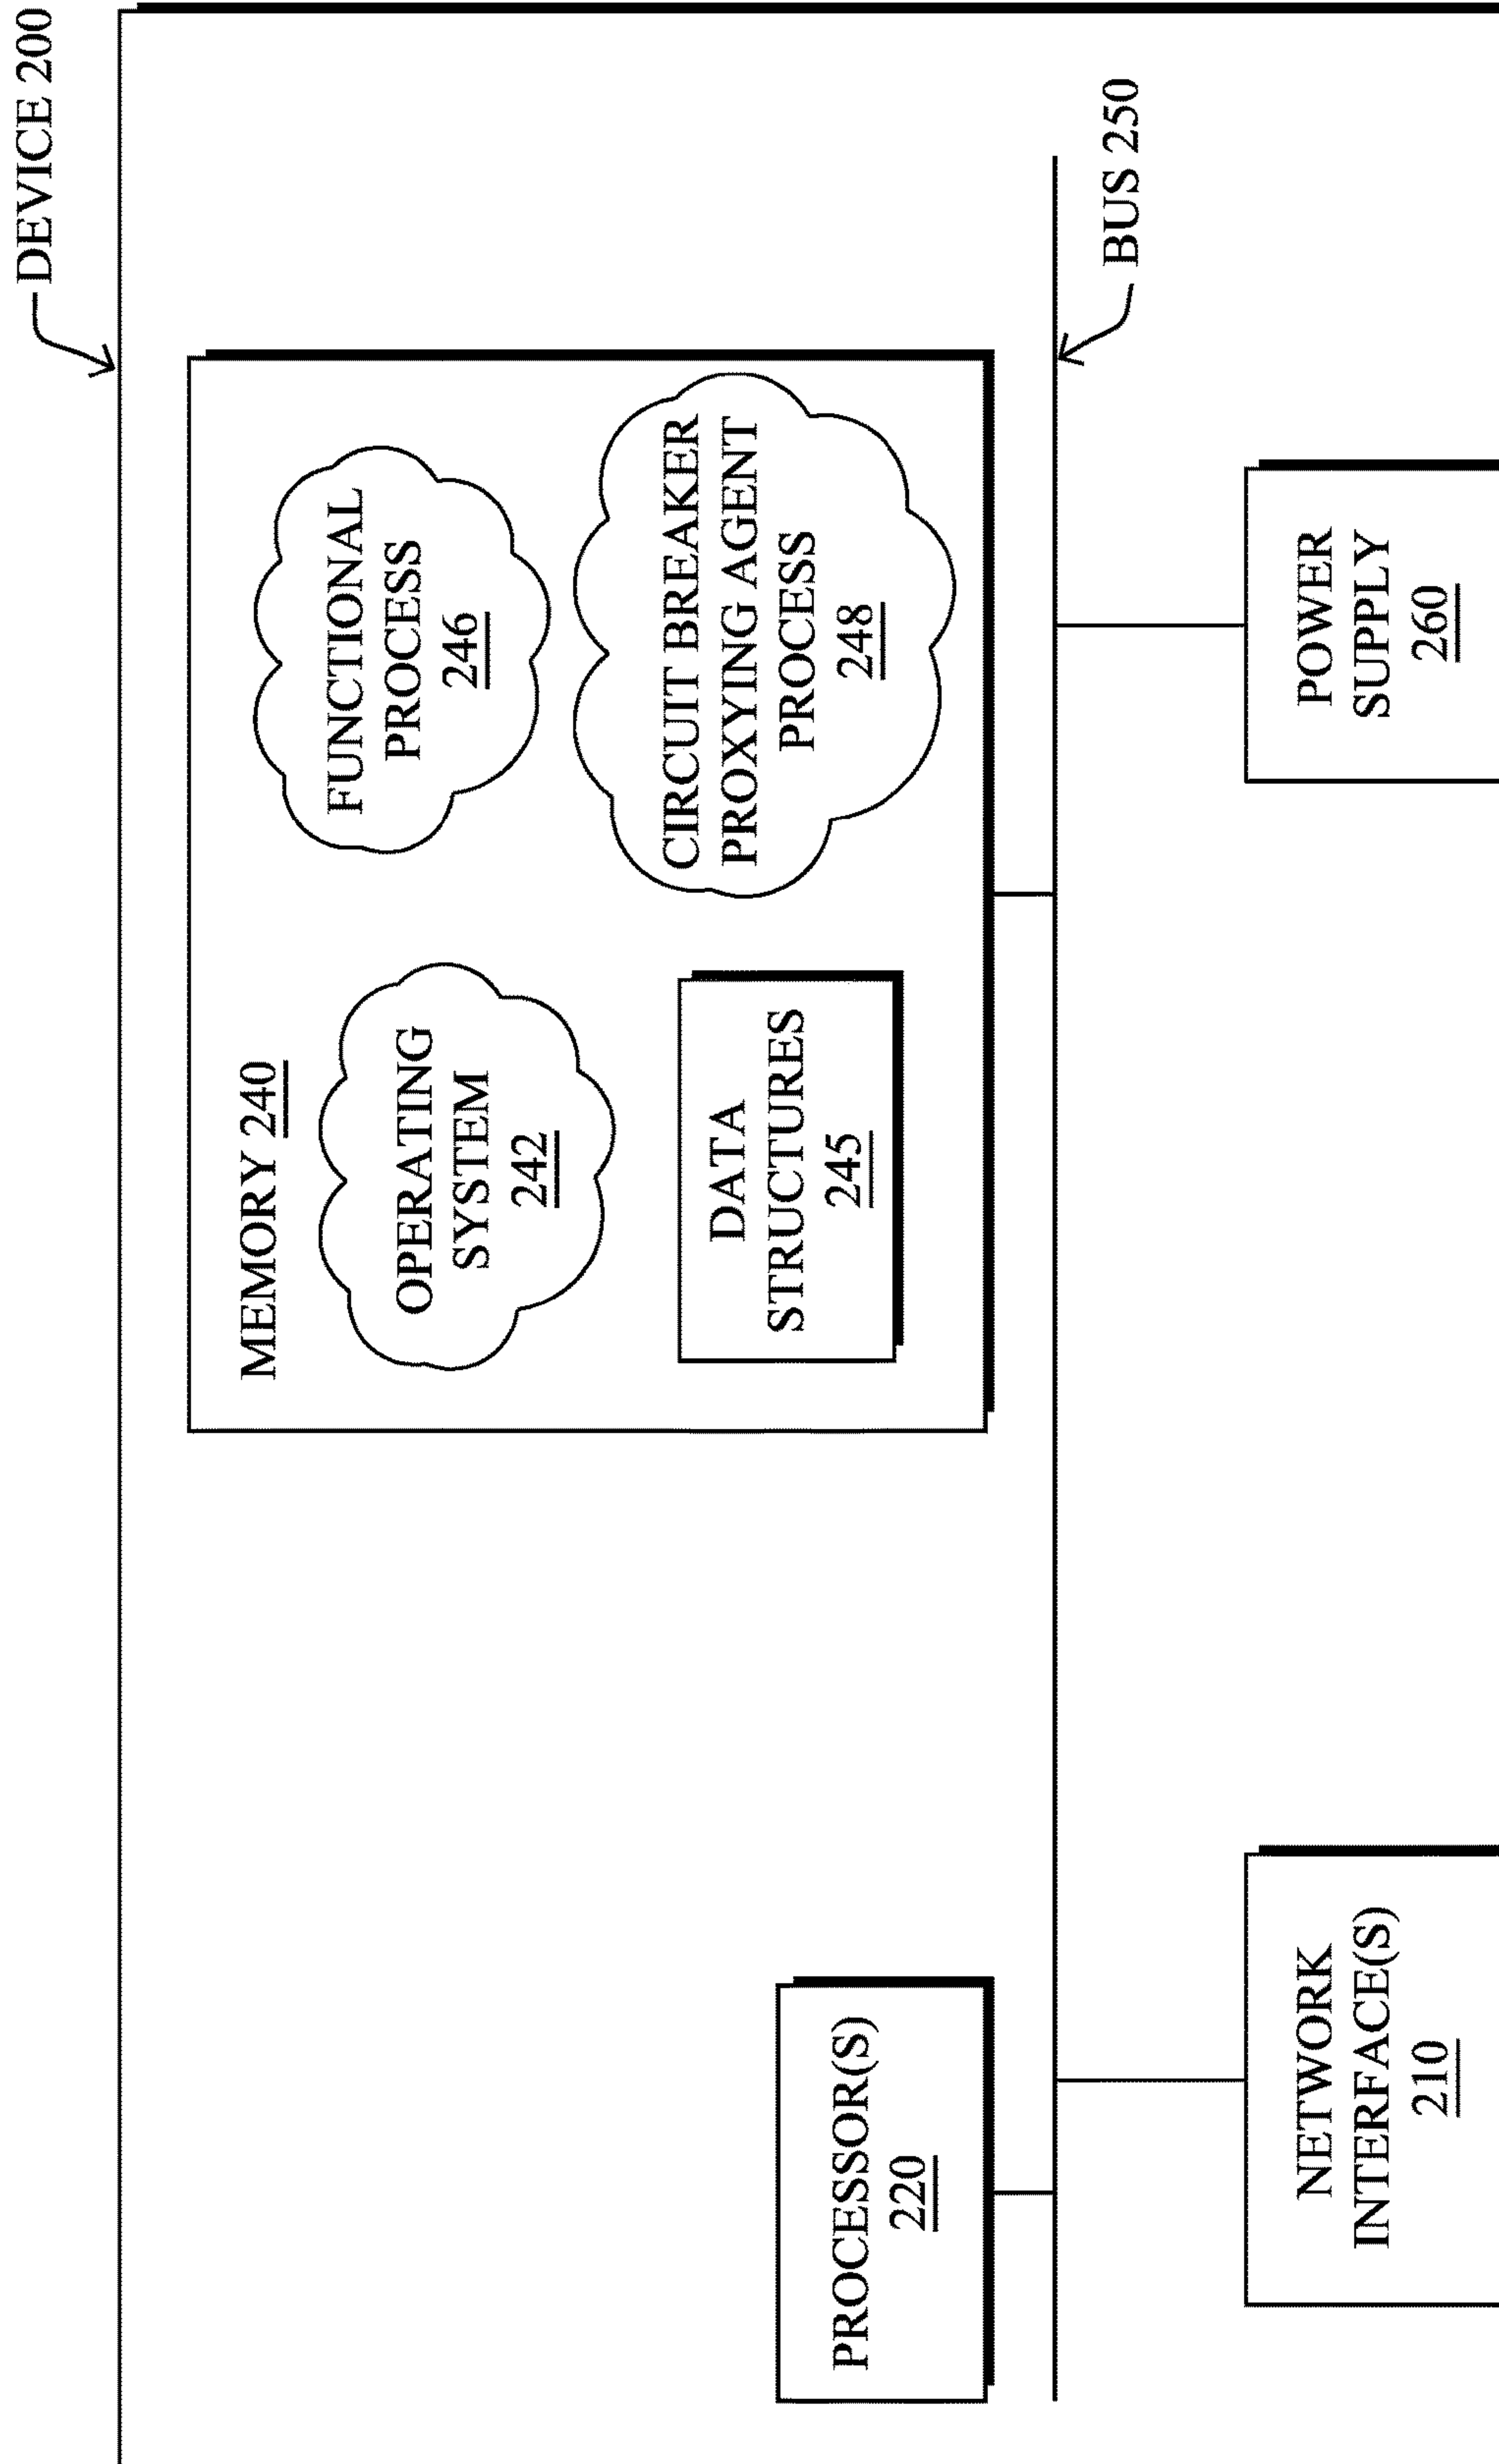 DEVICE 200
MEMORY 240
OPERATING
SYSTEM
242
FUNCTIONAL
PROCESS
246
DATA
STRUCTURES
245
CIRCUIT BREAKER
PROXYING AGENT
PROCESS
248
PROCESSOR(S)
220
BUS 250
NETWORK
INTERFACE(S)
210
POWER
SUPPLY
260